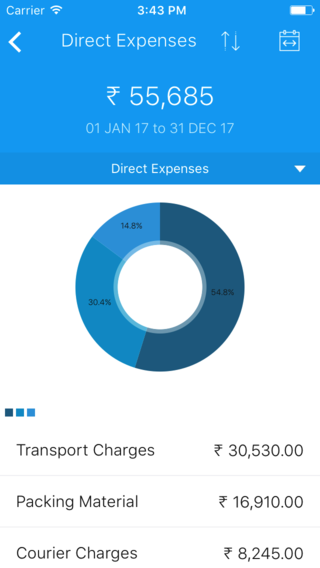 Carrier 3:43 PM
Direct Expenses
₹ 55,685
01 JAN 17 to 31 DEC 17
Direct Expenses
14.8%
54.8%
30.4%
Transport Charges ₹ 30,530.00
Packing Material ₹ 16,910.00
Courier Charges ₹ 8,245.00